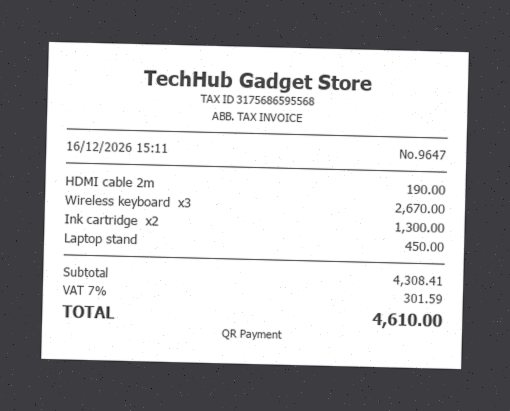 TechHub Gadget Store
TAX ID 3175686595568
ABB. TAX INVOICE
16/12/2026 15:11 No.9647
HDMI cable 2m 190.00
Wireless keyboard x3 2,670.00
Ink cartridge x2 1,300.00
Laptop stand 450.00
Subtotal 4,308.41
VAT 7% 301.59
TOTAL 4,610.00
QR Payment